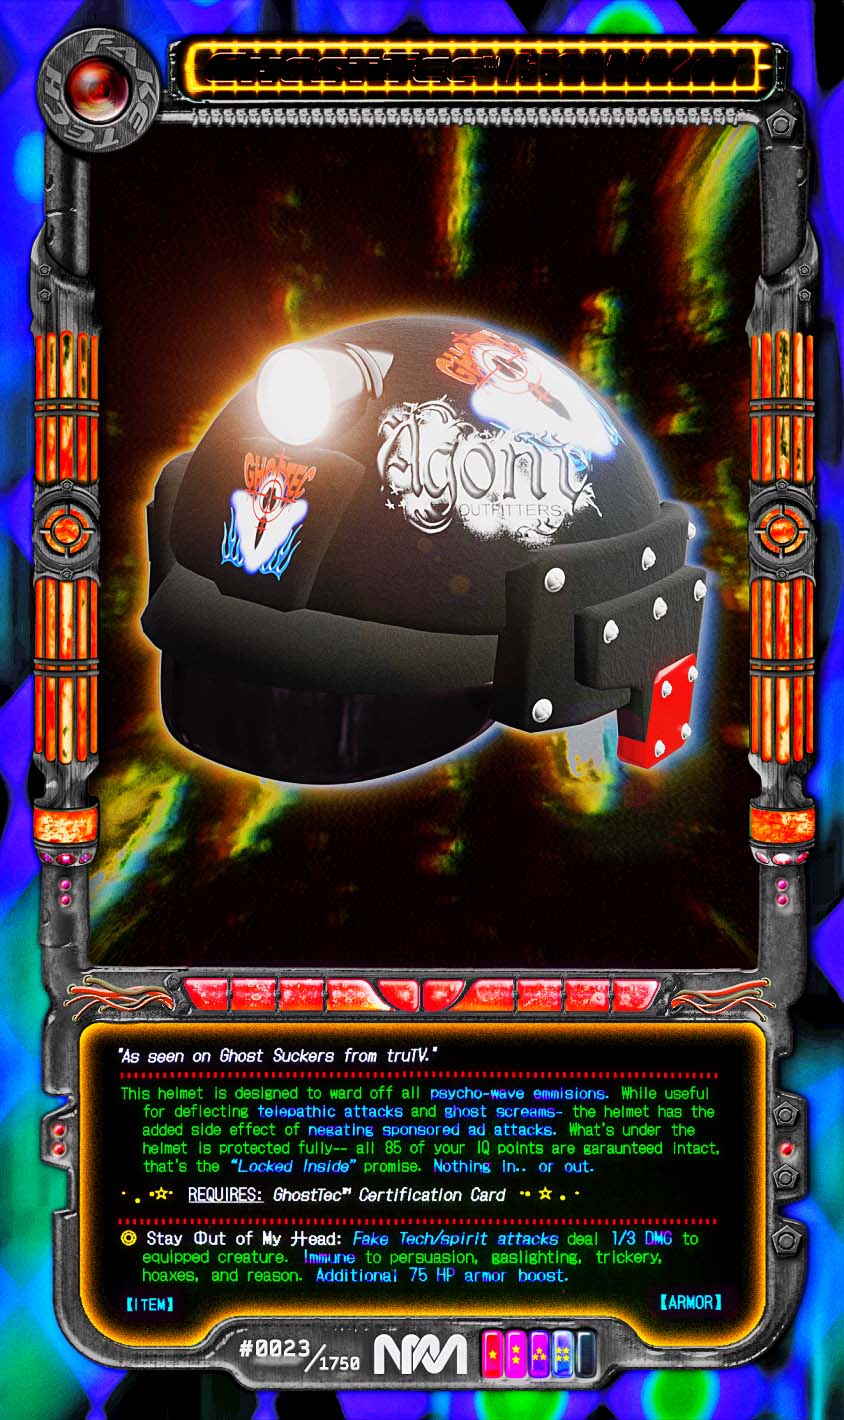 FAKE TECH
GHOSTTEC
Agony
OUTFITTERS
GHOSTTEC
"As seen on Ghost Suckers from truTV."
This helmet is designed to ward off all psycho-wave emmisions. While useful
for deflecting telepathic attacks and ghost screams- the helmet has the
added side effect of negating sponsored ad attacks. What's under the
helmet is protected fully-- all 85 of your IQ points are garaunteed intact,
that's the "Locked Inside" promise. Nothing in.. or out.
REQUIRES: GhostTec™ Certification Card
Stay Out of My Head: Fake Tech/spirit attacks deal 1/3 DMG to
equipped creature. Immune to persuasion, gaslighting, trickery,
hoaxes, and reason. Additional 75 HP armor boost.
【ITEM】 【ARMOR】
#0023/1750 NPM